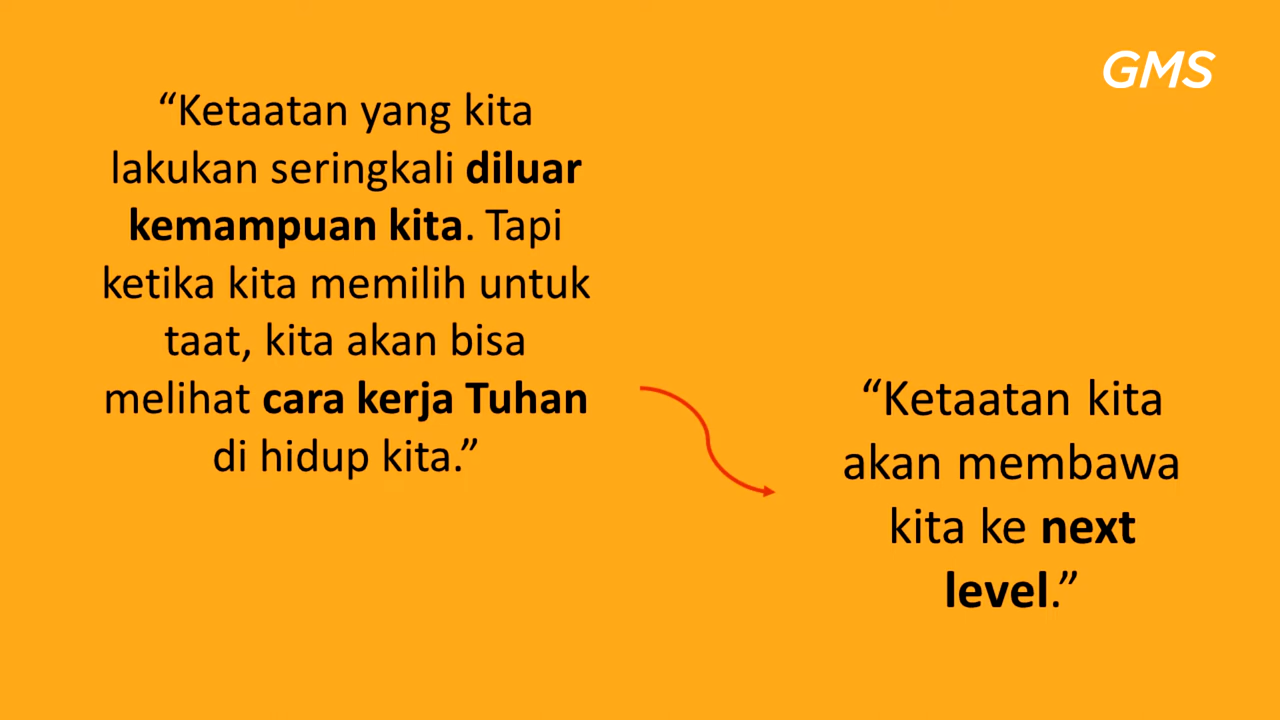 GMS
“Ketaatan yang kita
lakukan seringkali diluar
kemampuan kita. Tapi
ketika kita memilih untuk
taat, kita akan bisa
melihat cara kerja Tuhan
di hidup kita.”
“Ketaatan kita
akan membawa
kita ke next
level.”